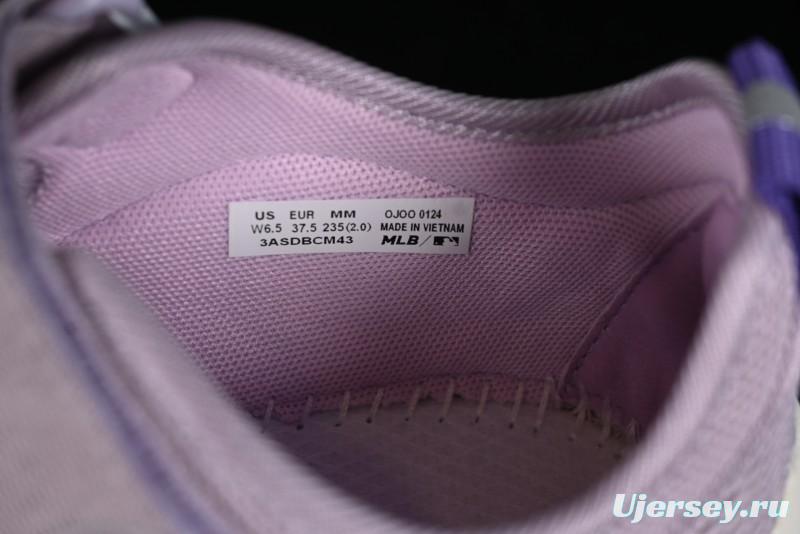 US EUR MM OJOO 0124
W6.5 37.5 235(2.0) MADE IN VIETNAM
3ASDBCM43 MLB/
Ujersey.ru